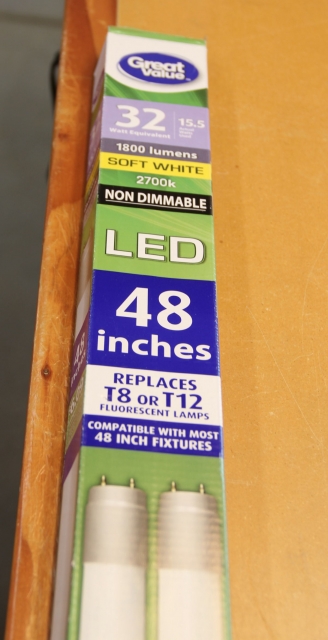 Great
Value
32
Watt Equivalent
15.5
1800 lumens
SOFT WHITE
2700k
NON DIMMABLE
LED
48
inches
REPLACES
T8 OR T12
FLUORESCENT LAMPS
COMPATIBLE WITH MOST
48 INCH FIXTURES